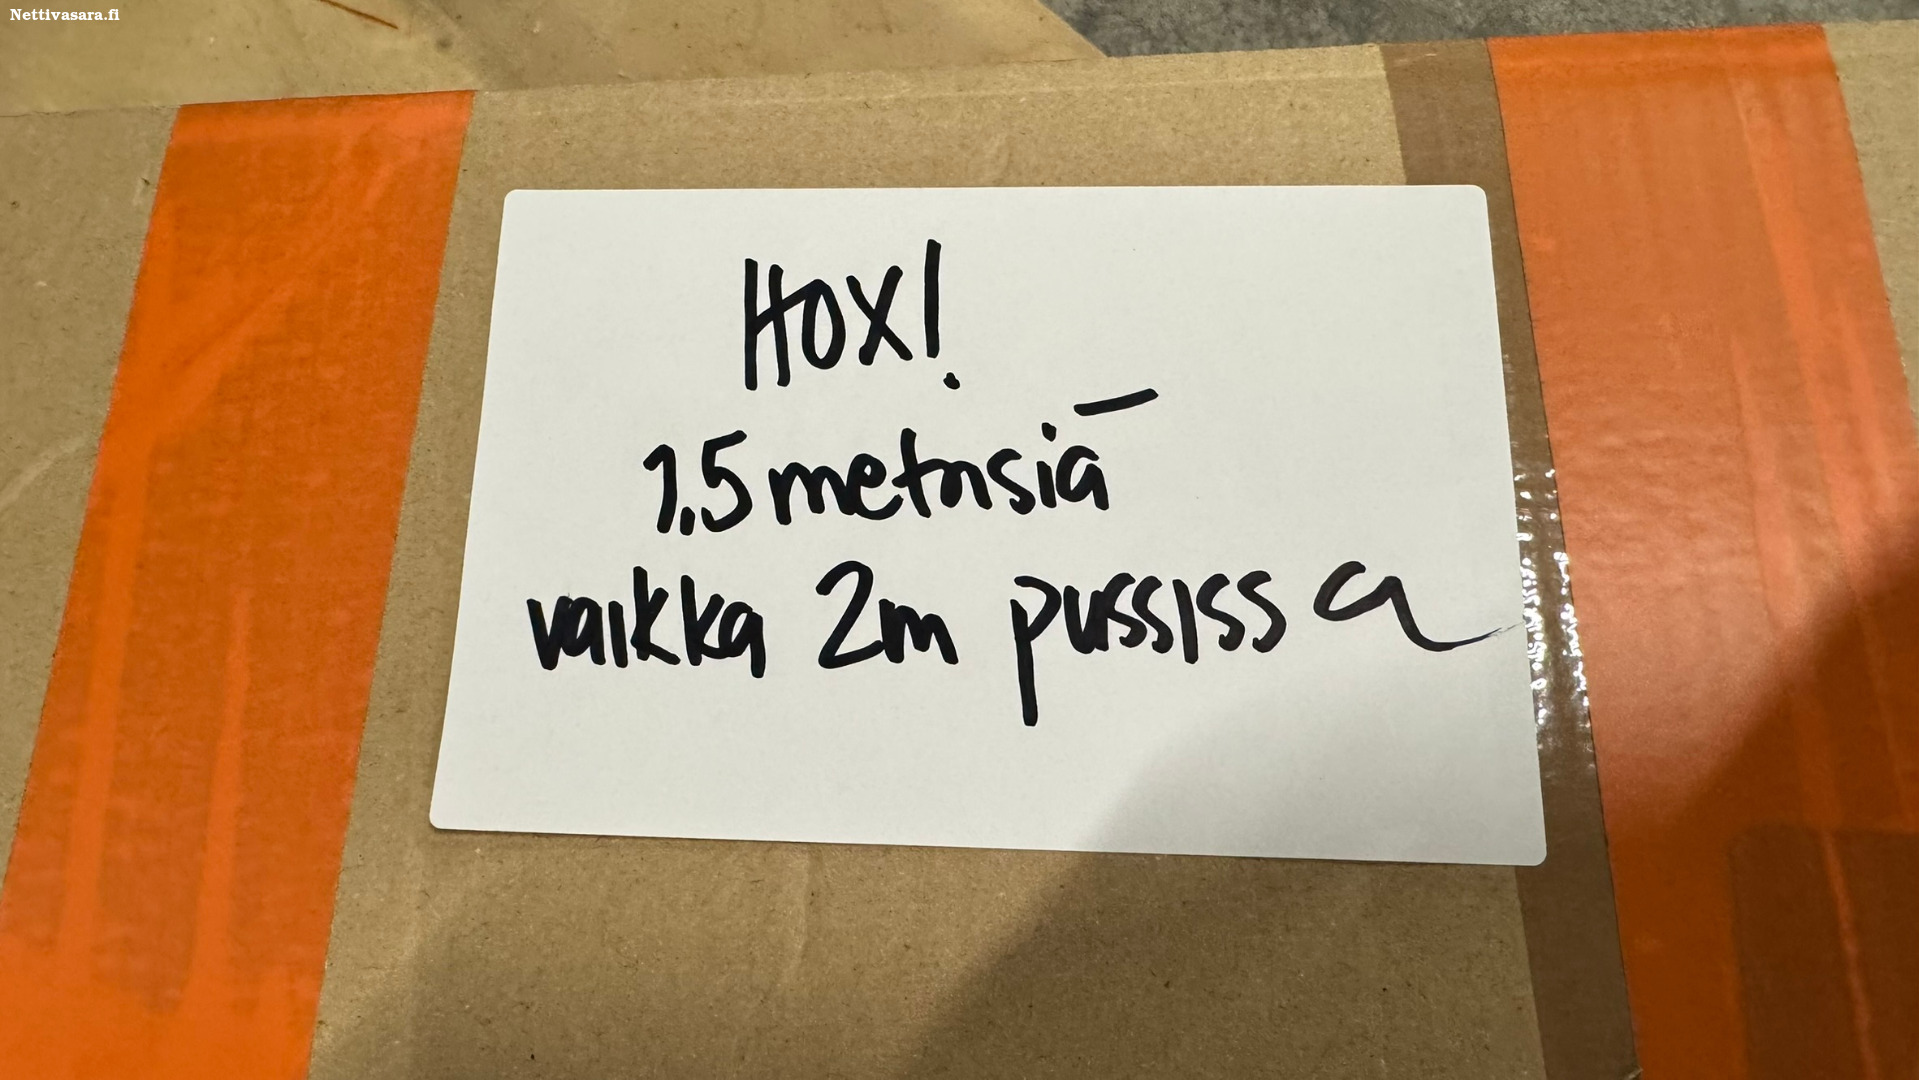 Nettivasara.fi
HOX!
1,5 metrisiä
vaikka 2m pussissa